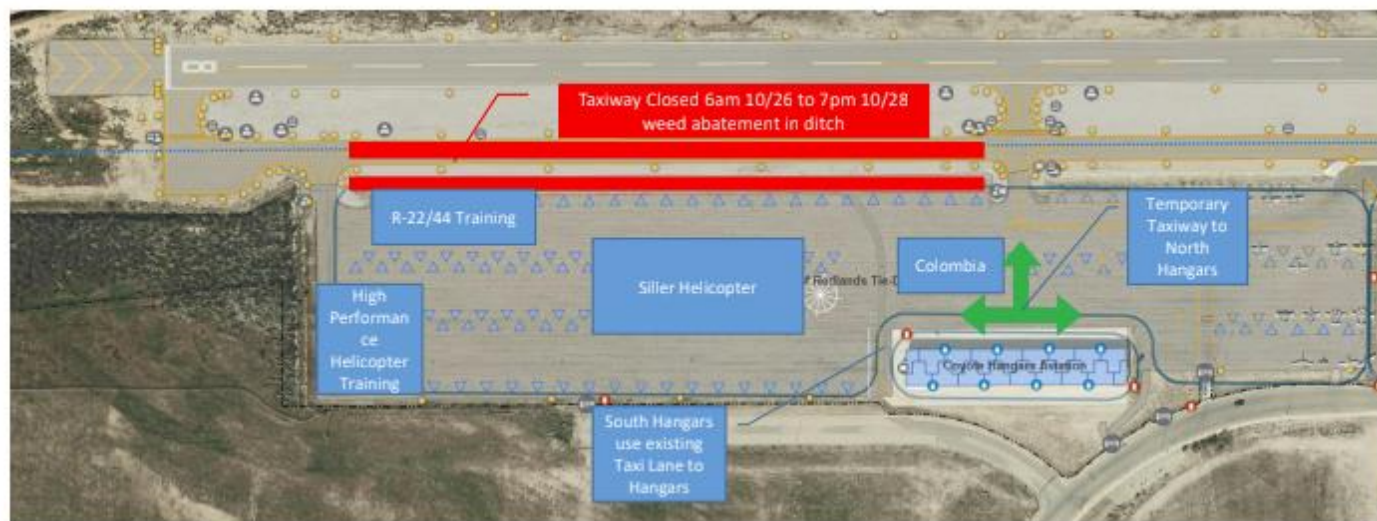 Taxiway Closed 6am 10/26 to 7pm 10/28
weed abatement in ditch
R-22/44 Training
Temporary
Taxiway to
North
Hangars
Colombia
Siller Helicopter
of Redlands Tie-D
High
Performan
ce
Helicopter
Training
Coyote Hangars Aviation
South Hangars
use existing
Taxi Lane to
Hangars